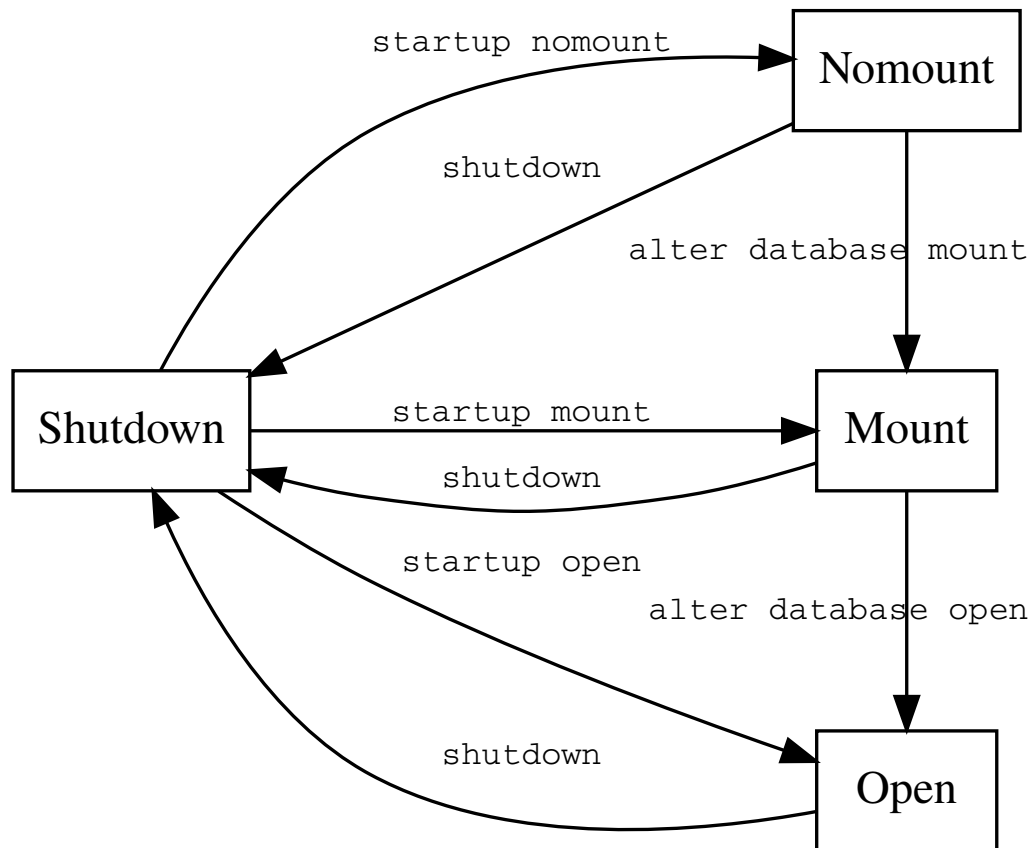 startup nomount
Nomount
shutdown
alter database mount
Shutdown
startup mount
Mount
shutdown
startup open
alter database open
shutdown
Open